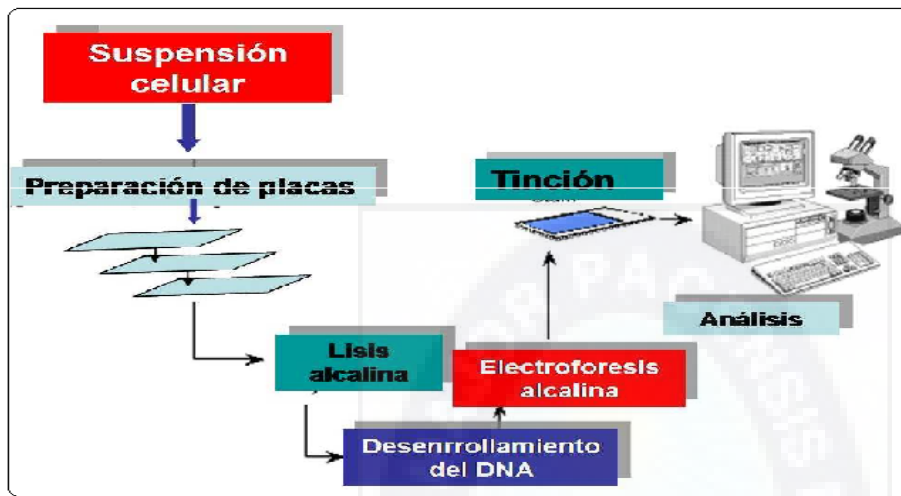 Suspensión
celular
Preparación de placas
Tinción
Análisis
Lisis
alcalina
Electroforesis
alcalina
Desenrrollamiento
del DNA